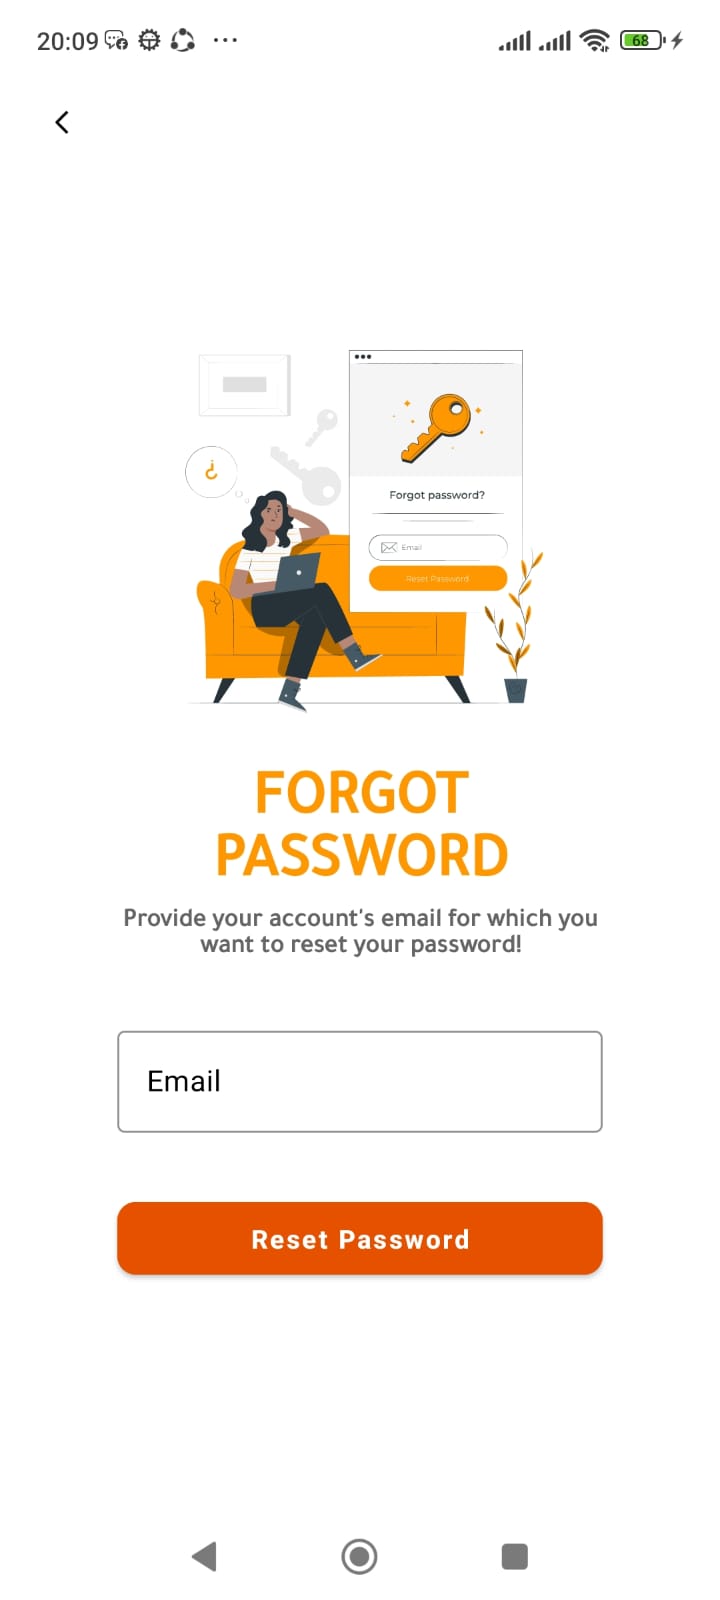 20:09
68
Forgot password?
Email
Reset Password
FORGOT
PASSWORD
Provide your account's email for which you
want to reset your password!
Email
Reset Password